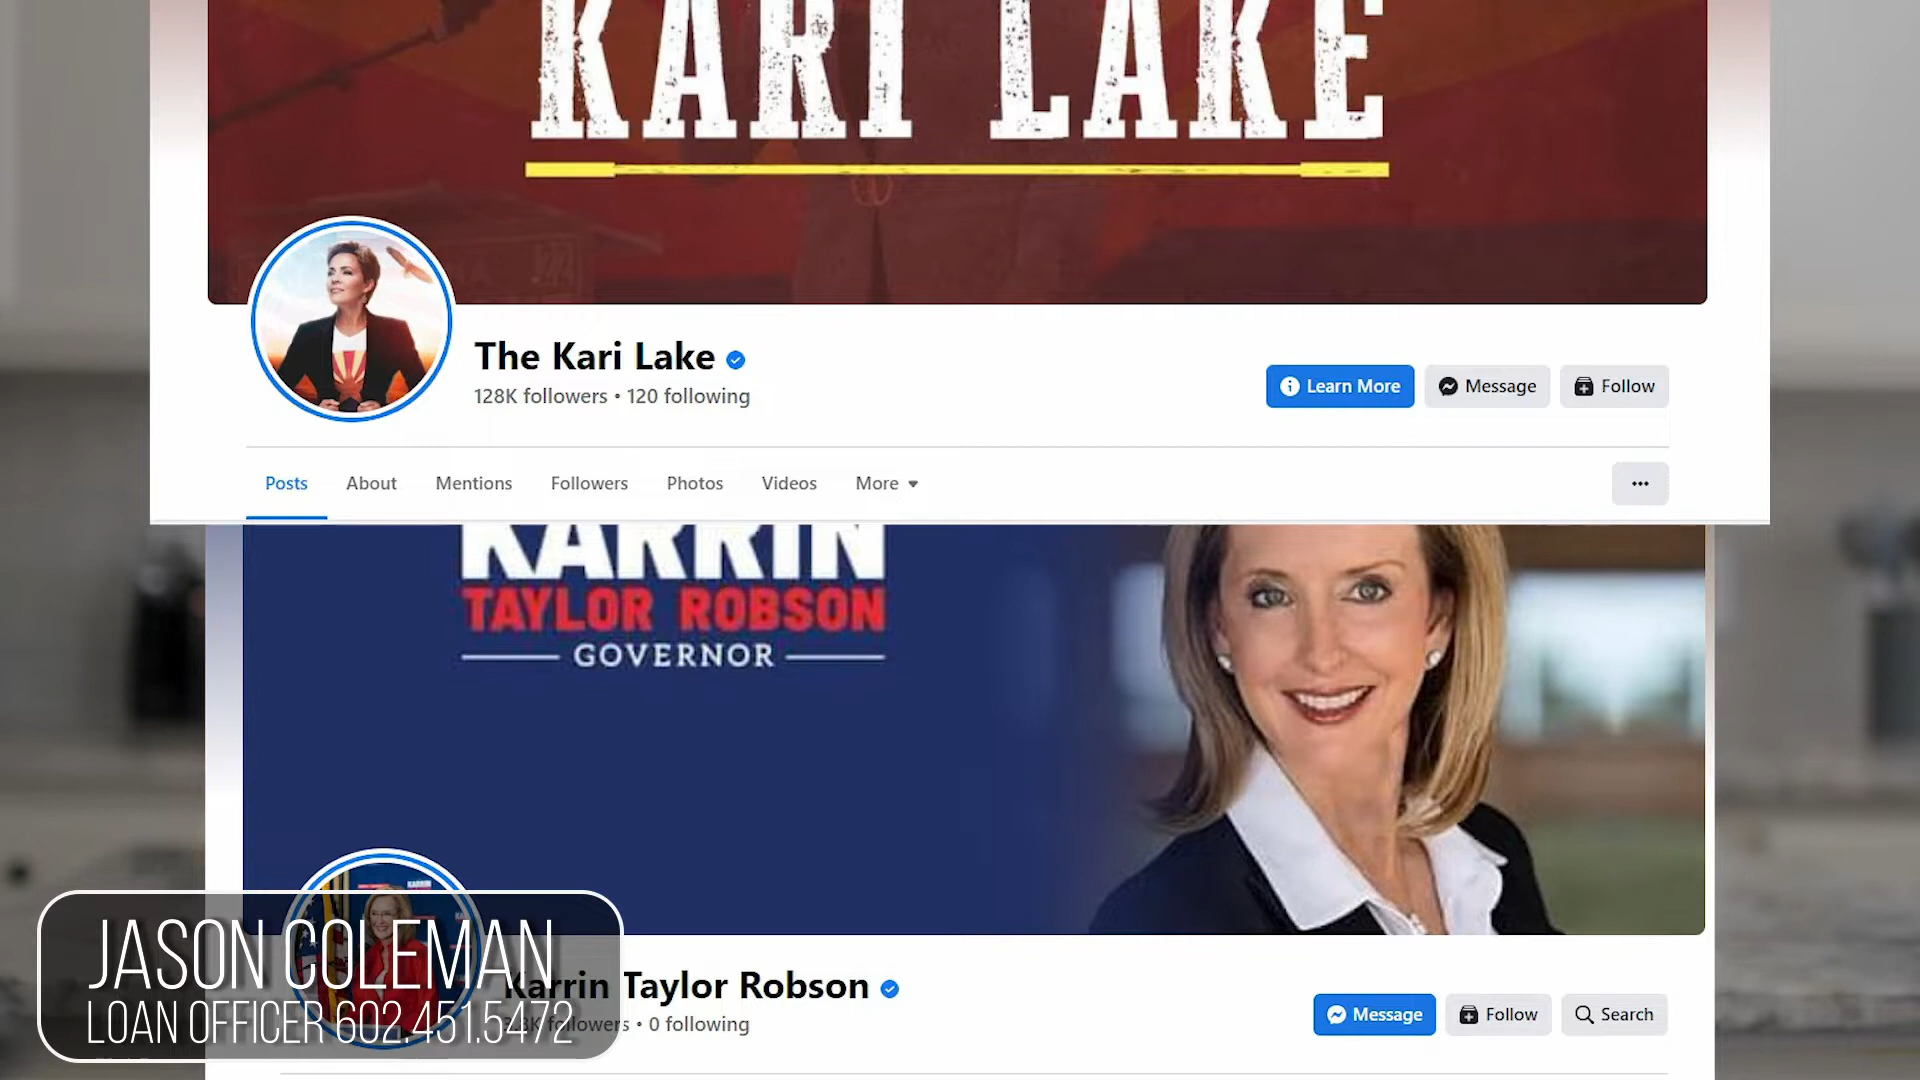 KARI LAKE
The Kari Lake
128K followers • 120 following
Learn More
Message
Follow
Posts
About
Mentions
Followers
Photos
Videos
More
KARRIN
TAYLOR ROBSON
GOVERNOR
Karrin Taylor Robson
followers • 0 following
Message
Follow
Search
JASON COLEMAN
LOAN OFFICER 602.451.5472